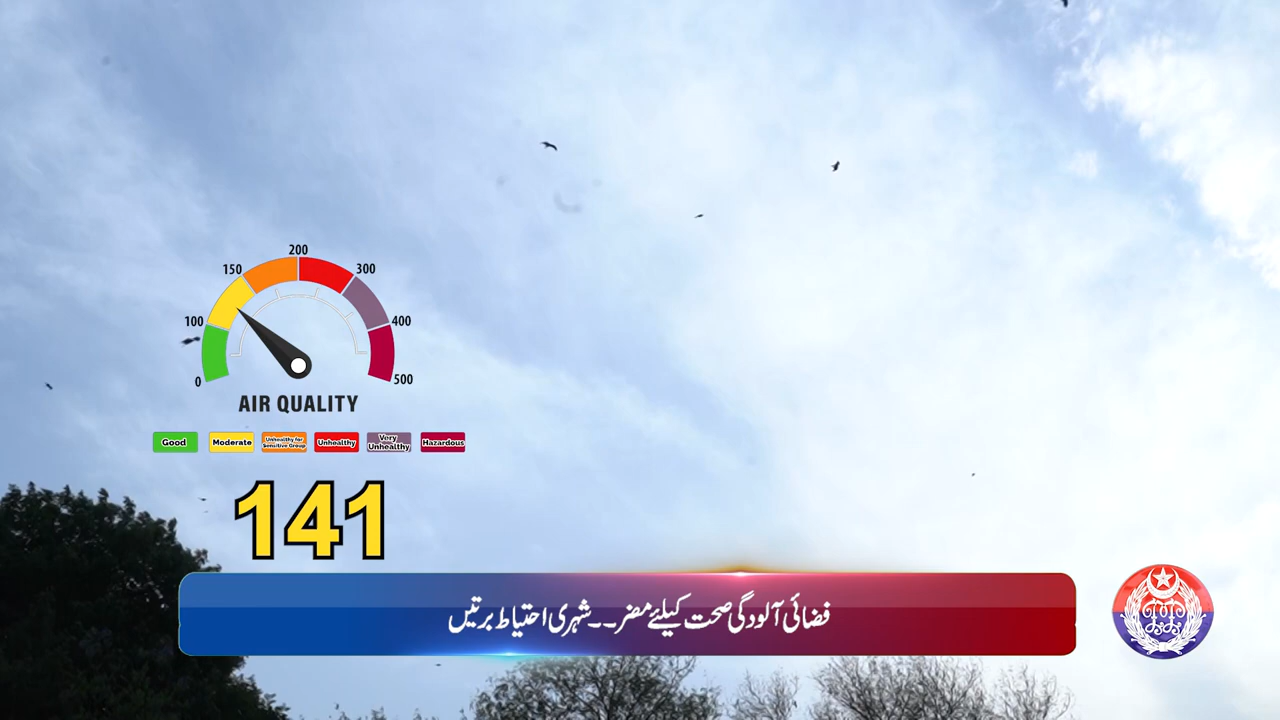 200
150
300
100
400
0
500
AIR QUALITY
Good
Moderate
Unhealthy for
Sensitive Group
Unhealthy
Very
Unhealthy
Hazardous
141
فضائی آلودگی صحت کیلئے مضر۔۔شہری احتیاط برتیں